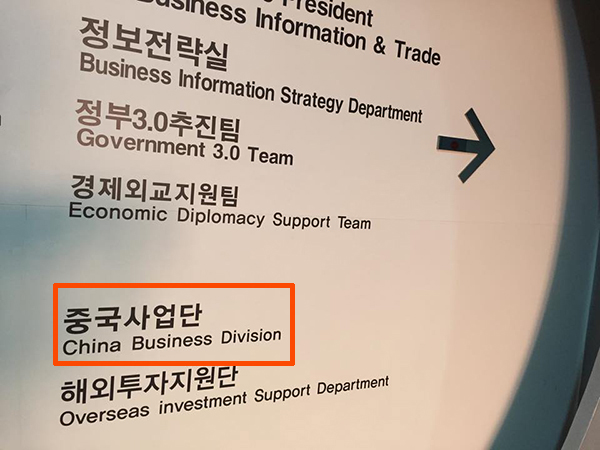 President
Business Information & Trade
정보전략실
Business Information Strategy Department
정부3.0추진팀
Government 3.0 Team
경제외교지원팀
Economic Diplomacy Support Team
중국사업단
China Business Division
해외투자지원단
Overseas investment Support Department